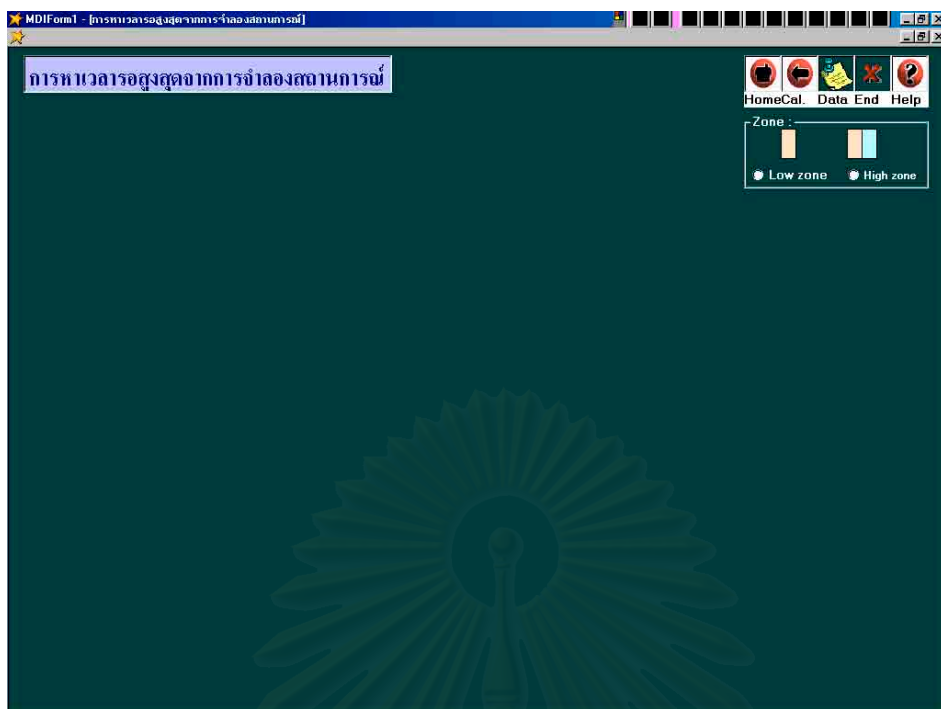 MDIForm1 - [การหาเวลารอสูงสุดจากการจำลองสถานการณ์]
การหาเวลารอสูงสุดจากการจำลองสถานการณ์
Home Cal. Data End Help
Zone :
Low zone High zone